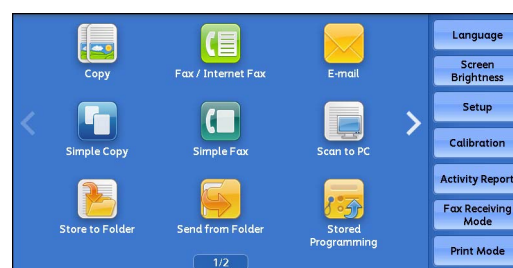 Copy
Fax / Internet Fax
E-mail
Simple Copy
Simple Fax
Scan to PC
Store to Folder
Send from Folder
Stored
Programming
1/2
Language
Screen
Brightness
Setup
Calibration
Activity Report
Fax Receiving
Mode
Print Mode